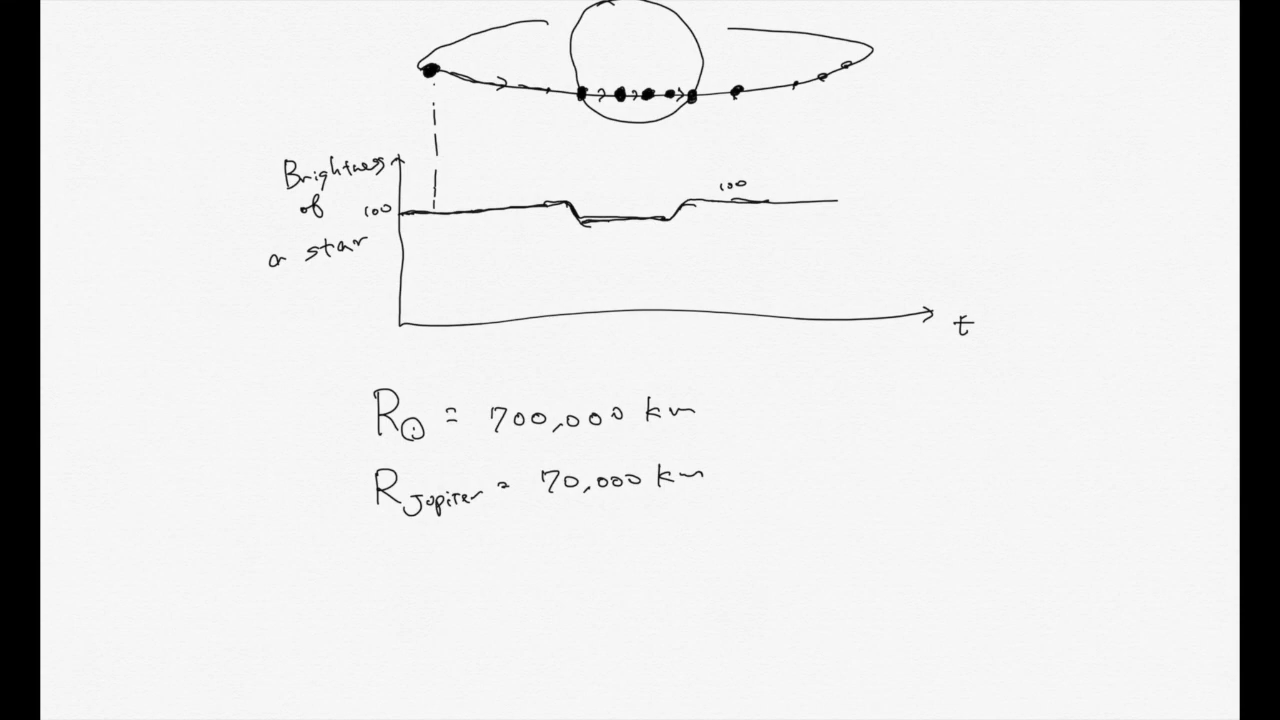 Brightness
of
a star
100
100
t
R☉ = 700,000 km
RJupiter = 70,000 km